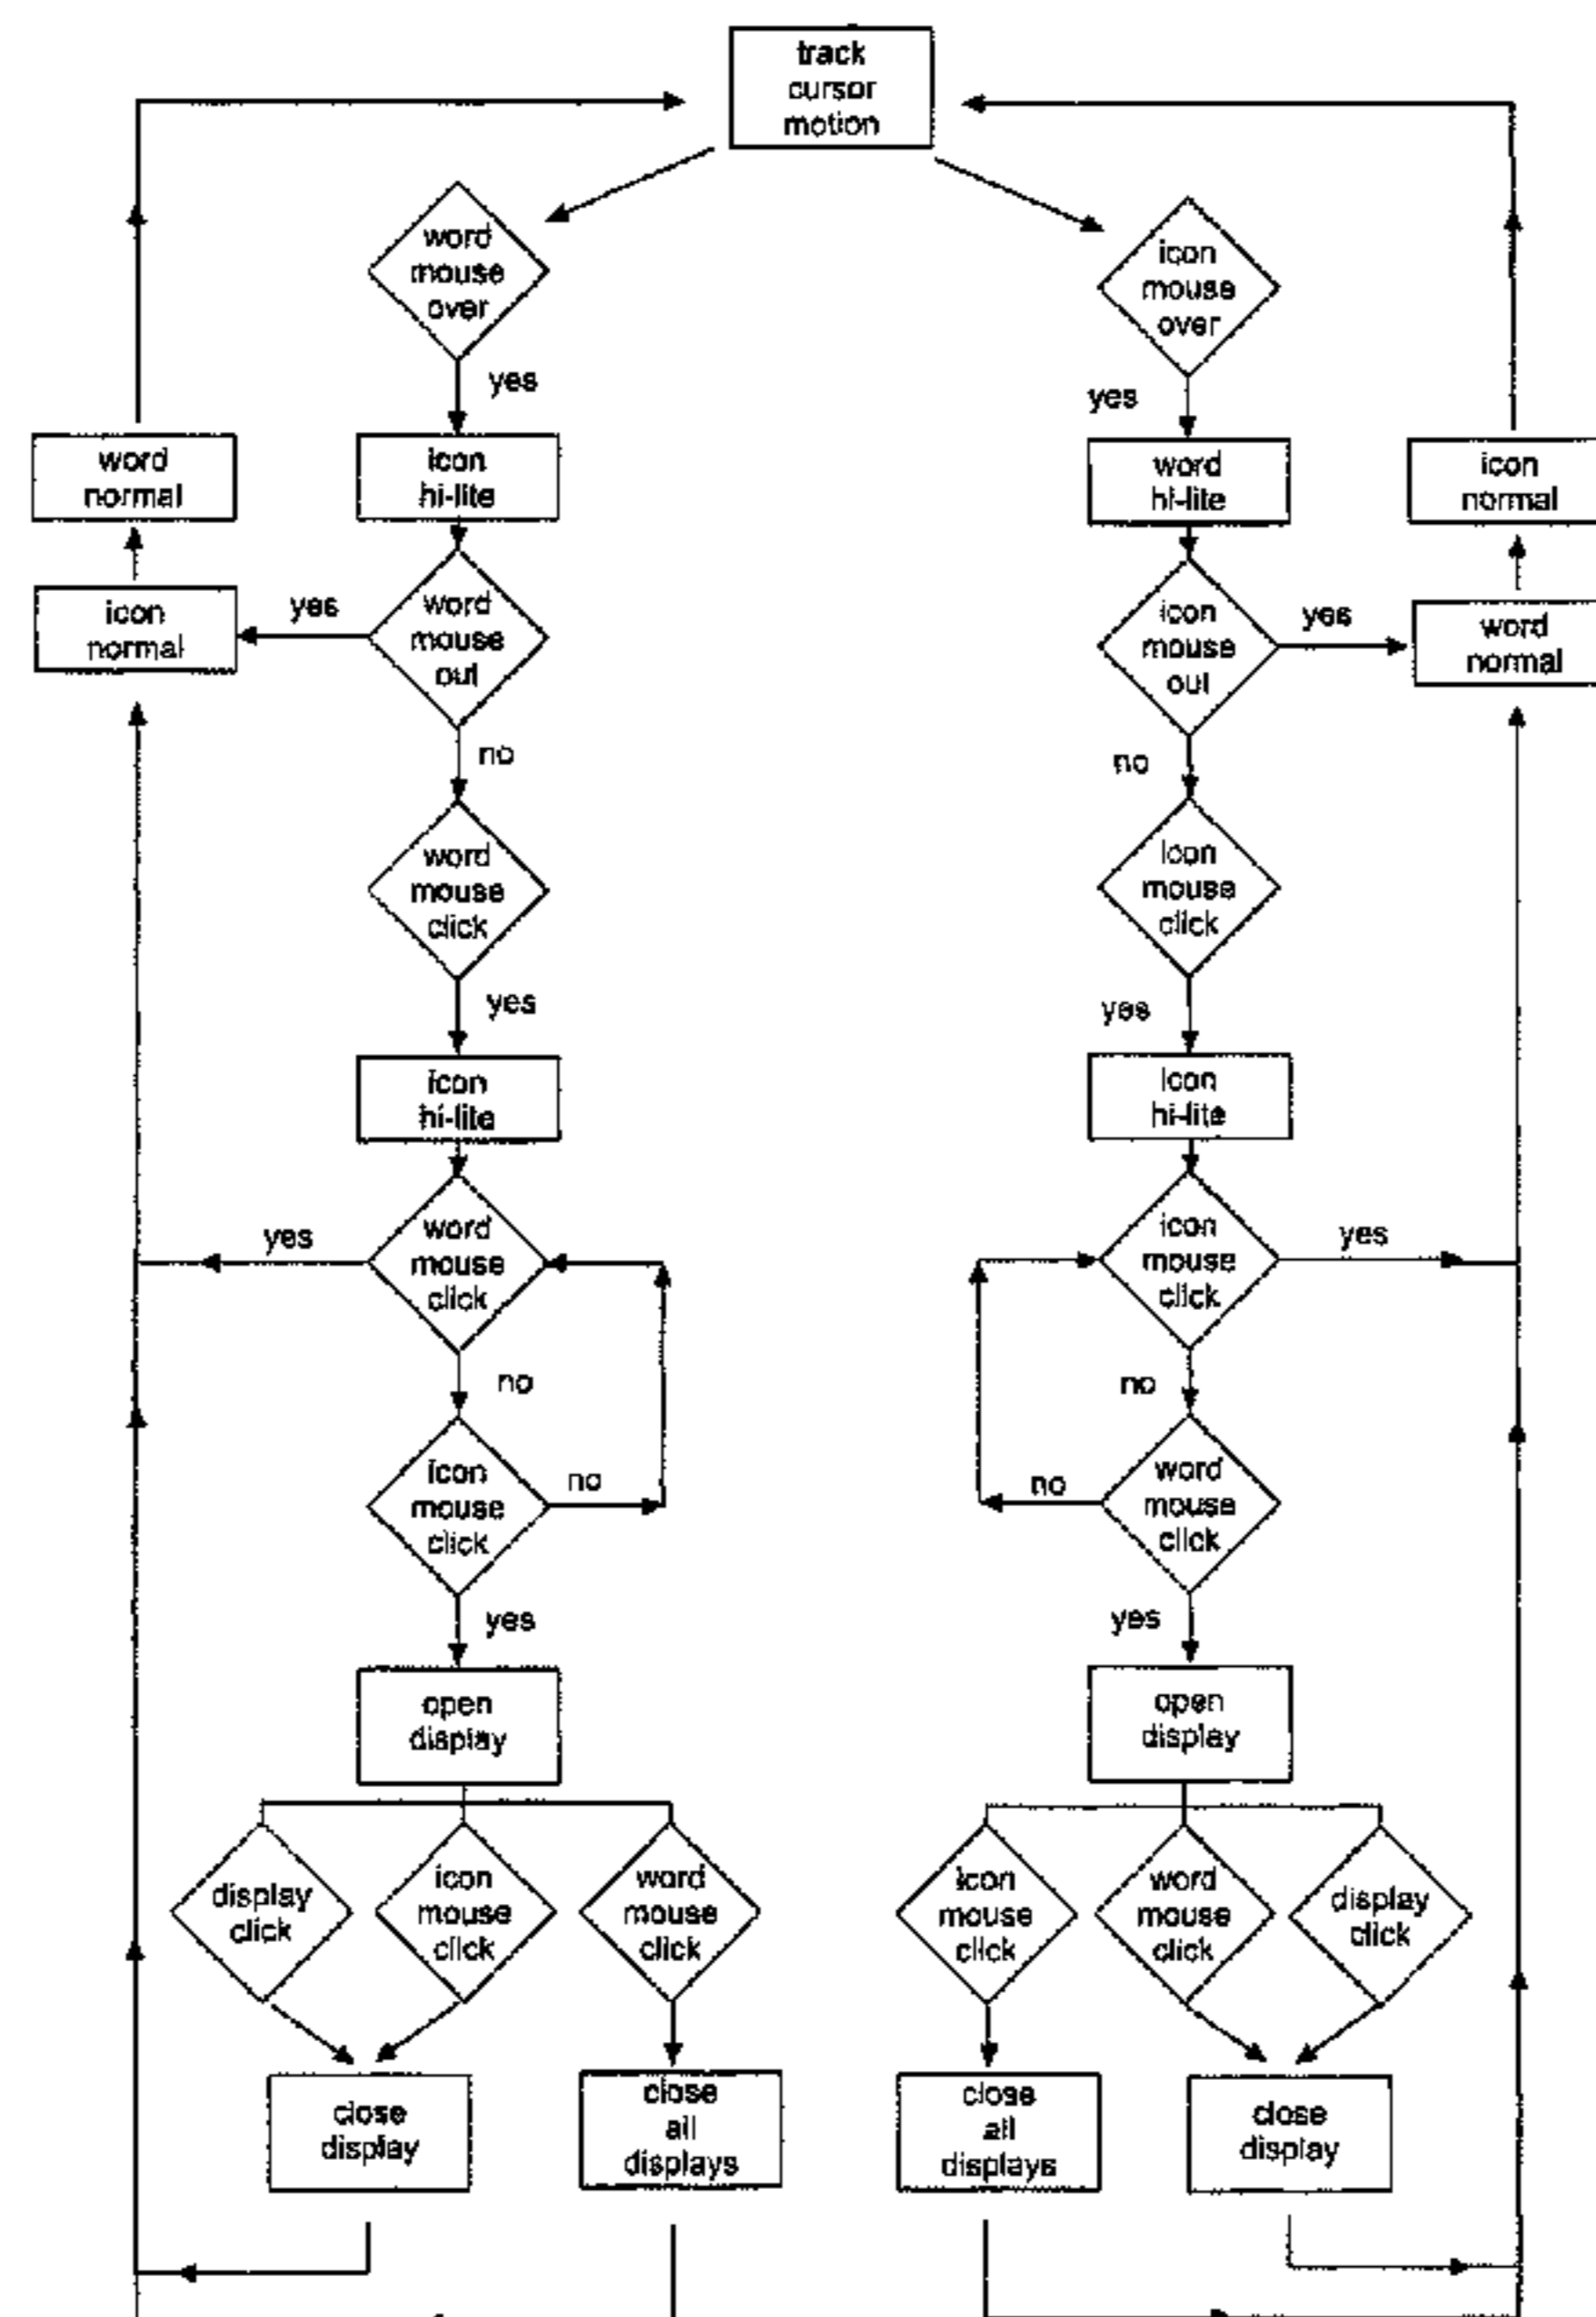 track
cursor
motion
word
mouse
over
icon
mouse
over
yes
yes
word
normal
icon
hi-lite
word
hi-lite
icon
normal
icon
normal
yes
word
mouse
out
icon
mouse
out
yes
word
normal
no
no
word
mouse
click
icon
mouse
click
yes
yes
icon
hi-lite
icon
hi-lite
yes
word
mouse
click
icon
mouse
click
yes
no
no
icon
mouse
click
no
no
word
mouse
click
yes
yes
open
display
open
display
display
click
icon
mouse
click
word
mouse
click
icon
mouse
click
word
mouse
click
display
click
close
display
close
all
displays
close
all
displays
close
display